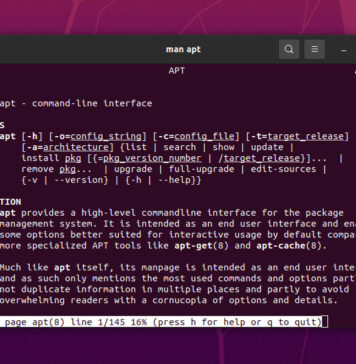 man apt
APT
apt - command-line interface
S
apt [-h] [-o=config_string] [-c=config_file] [-t=target_release]
[-a=architecture] {list | search | show | update |
install pkg [{=pkg_version_number | /target_release}]... |
remove pkg... | upgrade | full-upgrade | edit-sources |
{-v | --version} | {-h | --help}}
TION
apt provides a high-level commandline interface for the package
management system. It is intended as an end user interface and
some options better suited for interactive usage by default
more specialized APT tools like apt-get(8) and apt-cache(8).
Much like apt itself, its manpage is intended as an end user
and as such only mentions the most used commands and options
not duplicate information in multiple places and partly to avoid
overwhelming readers with a cornucopia of options and details.
page apt(8) line 1/145 16% (press h for help or q to quit)